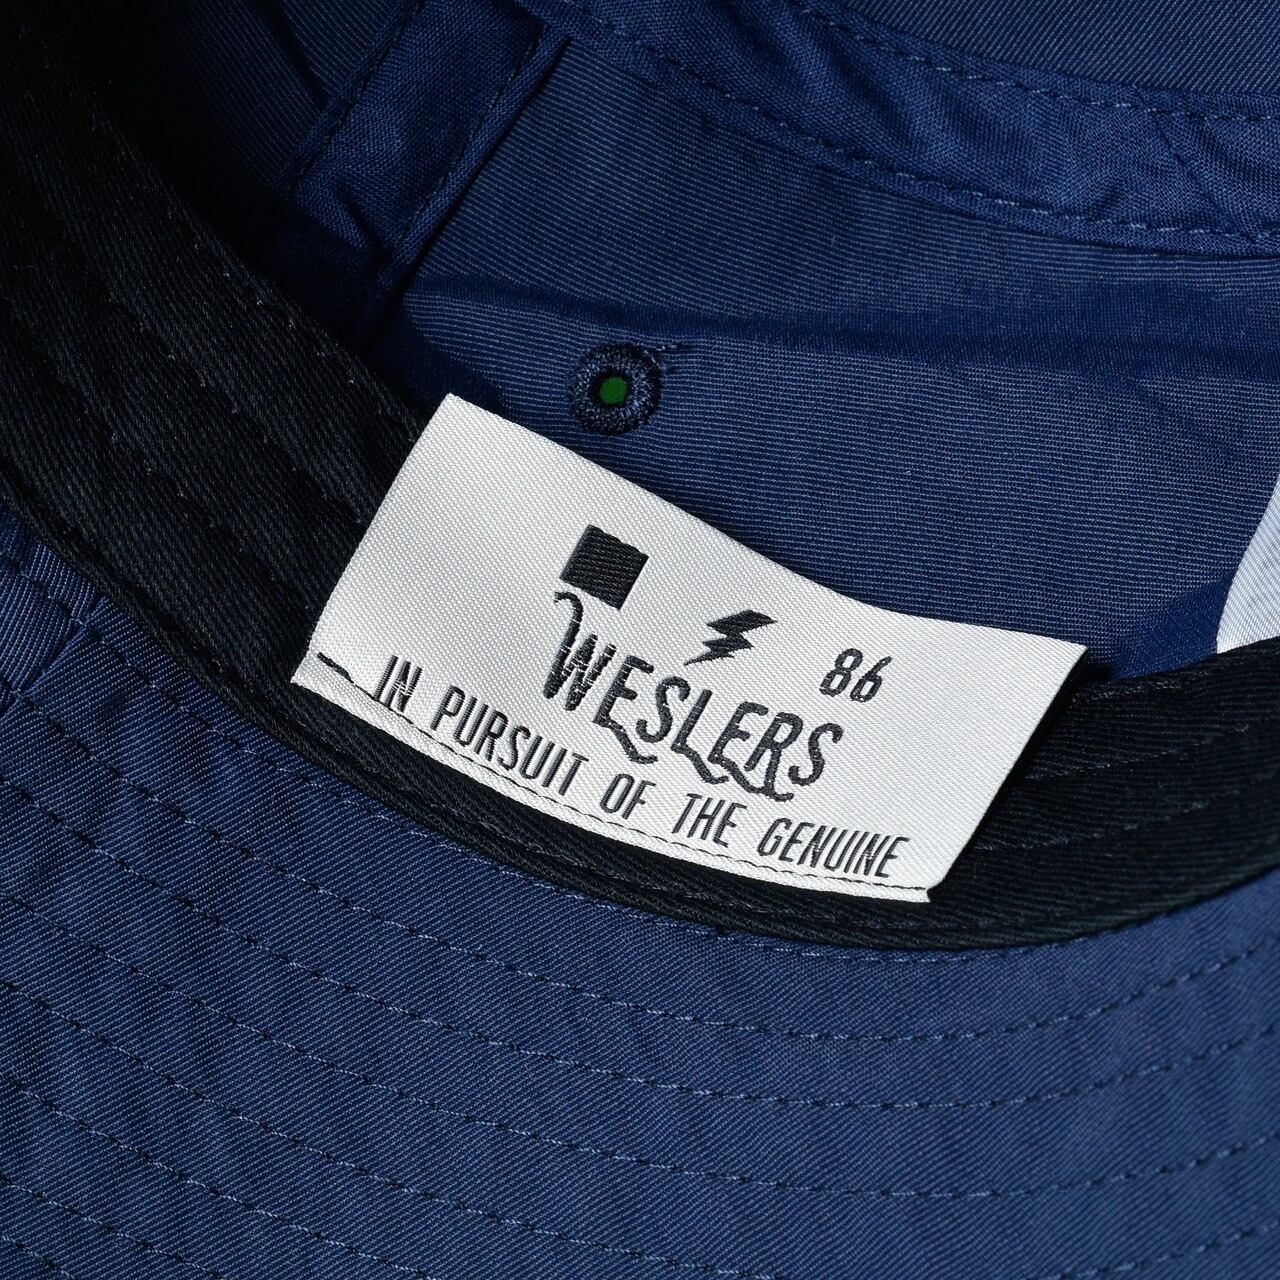 86
WESLERS
IN PURSUIT OF THE GENUINE